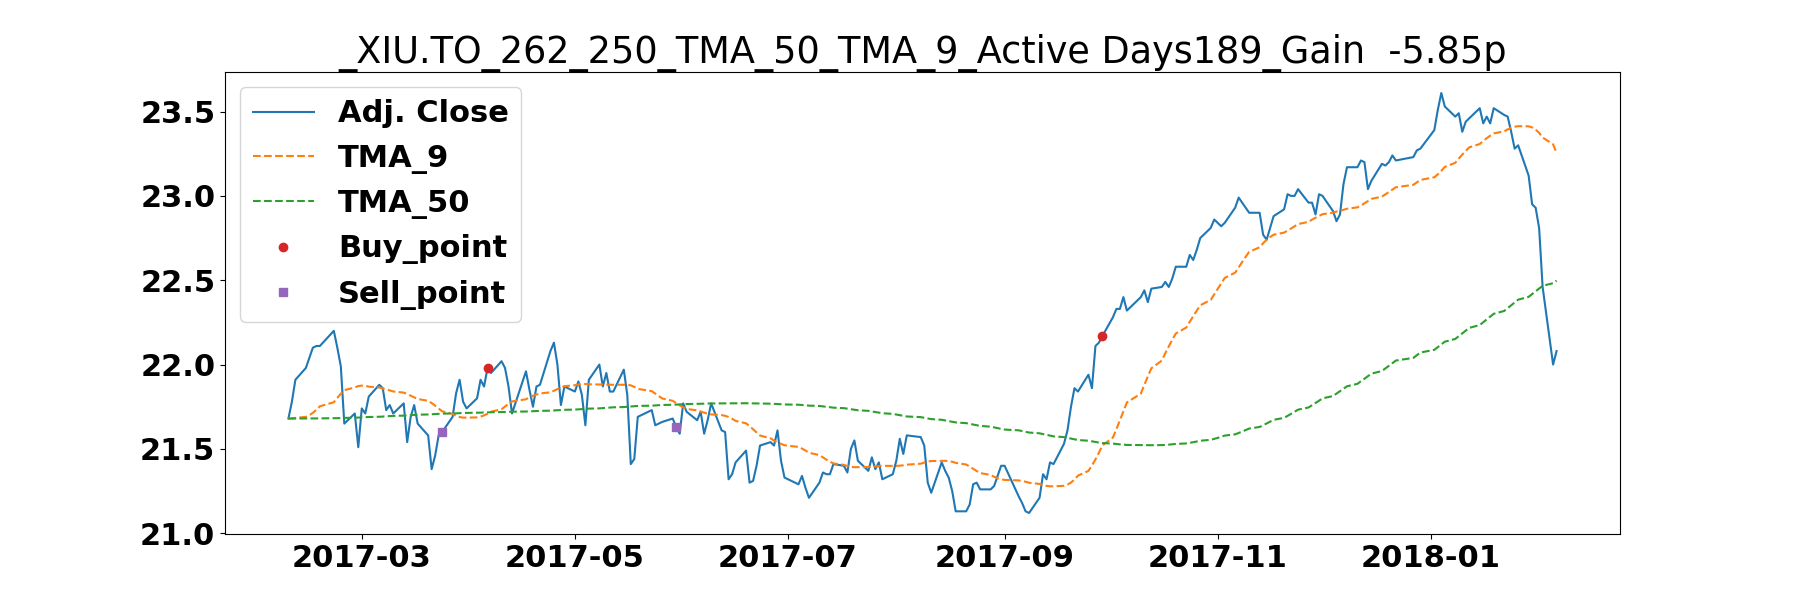 _XIU.TO_262_250_TMA_50_TMA_9_Active Days189_Gain  -5.85p
Adj. Close
TMA_9
TMA_50
Buy_point
Sell_point
23.5
23.0
22.5
22.0
21.5
21.0
2017-03 2017-05 2017-07 2017-09 2017-11 2018-01